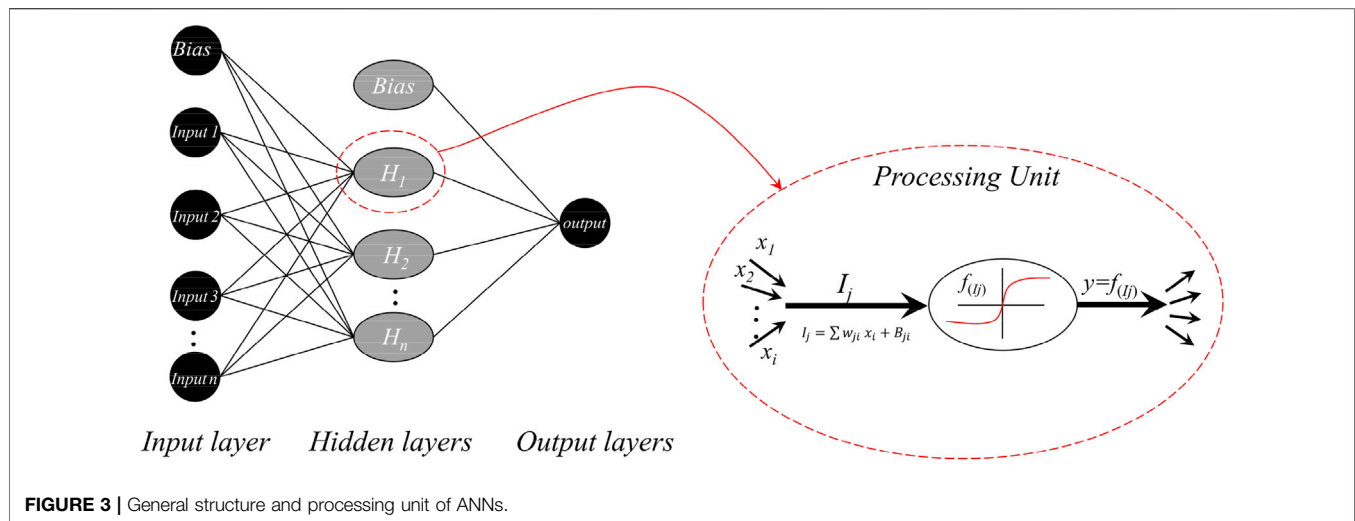 Bias
Input 1
Input 2
Input 3
Input n
Input layer
Bias
H1
H2
Hn
Hidden layers
output
Output layers
Processing Unit
x1
x2
xi
Ij
Ij = ∑ wji xi + Bji
f(Ij)
y=f(Ij)
FIGURE 3 | General structure and processing unit of ANNs.